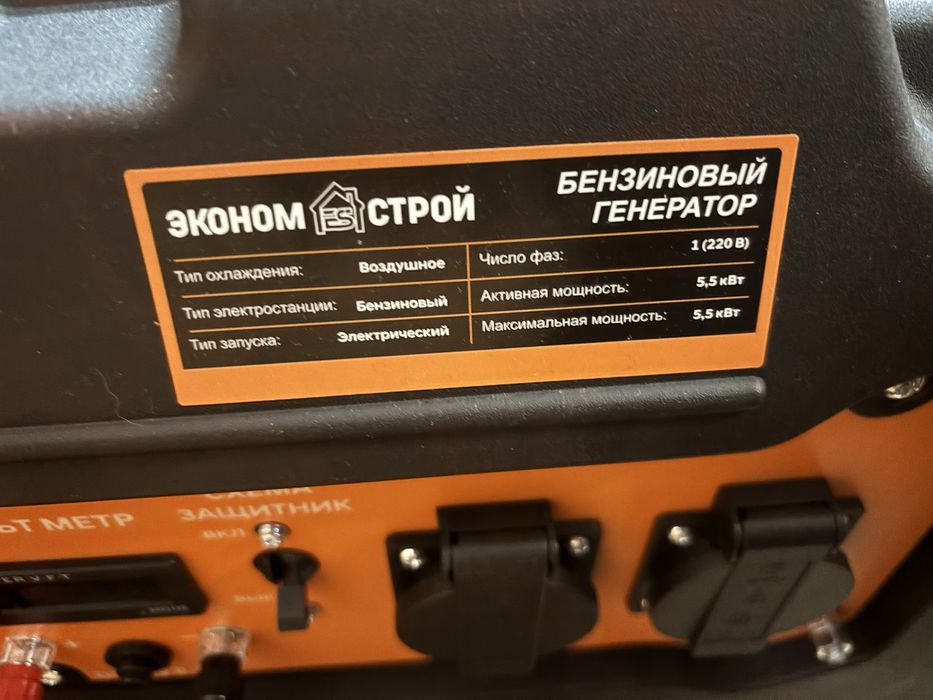 ЭКОНОМ ES СТРОЙ
БЕНЗИНОВЫЙ
ГЕНЕРАТОР
Тип охлаждения: Воздушное
Тип электростанции: Бензиновый
Тип запуска: Электрический
Число фаз: 1 (220 В)
Активная мощность: 5,5 кВт
Максимальная мощность: 5,5 кВт
МЕТР
СХЕМА
ЗАЩИТНИК
ВКЛ